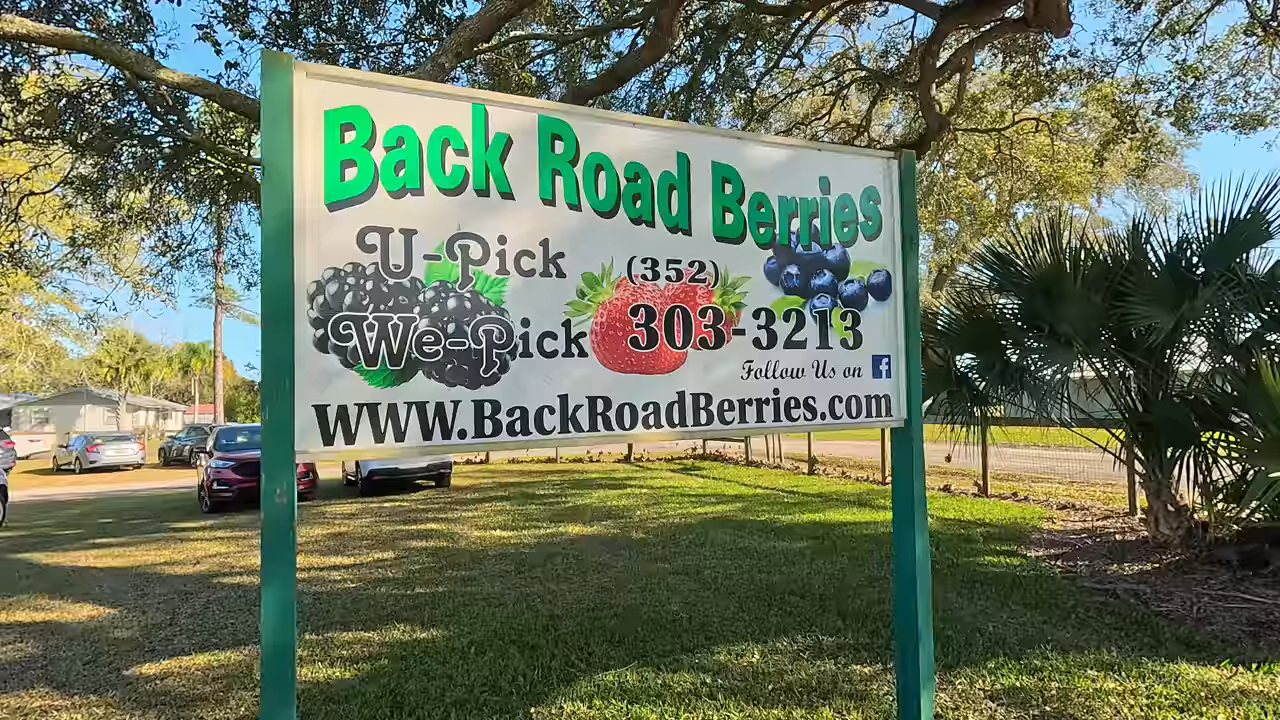 Back Road Berries
U-Pick
We-Pick
(352)
303-3213
Follow Us on f
WWW.BackRoadBerries.com